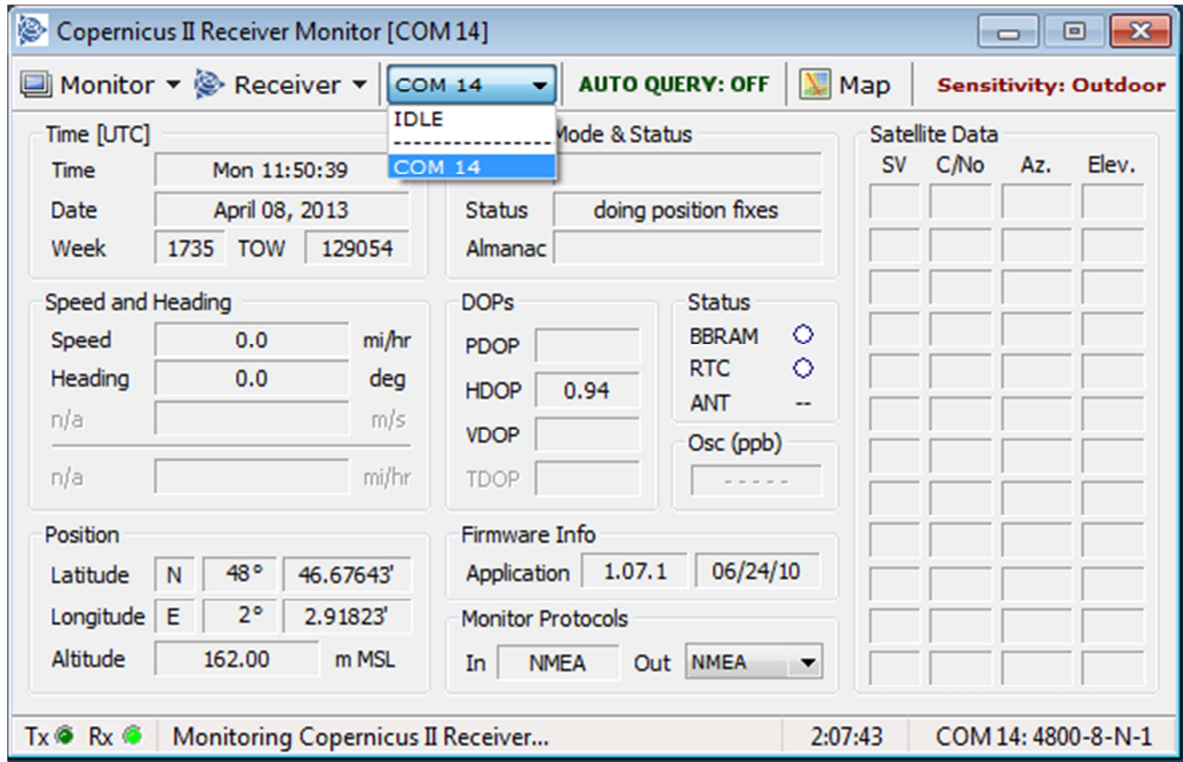 Copernicus II Receiver Monitor [COM 14]
Monitor Receiver COM 14 AUTO QUERY: OFF Map Sensitivity: Outdoor
IDLE
----------------
COM 14
Time [UTC]
Time Mon 11:50:39
Date April 08, 2013
Week 1735 TOW 129054
Mode & Status
Status doing position fixes
Almanac
Satellite Data
SV C/No Az. Elev.
Speed and Heading
Speed 0.0 mi/hr
Heading 0.0 deg
n/a m/s
n/a mi/hr
DOPs
PDOP
HDOP 0.94
VDOP
TDOP
Status
BBRAM
RTC
ANT --
Osc (ppb)
-----
Position
Latitude N 48° 46.67643'
Longitude E 2° 2.91823'
Altitude 162.00 m MSL
Firmware Info
Application 1.07.1 06/24/10
Monitor Protocols
In NMEA Out NMEA
Tx Rx Monitoring Copernicus II Receiver... 2:07:43 COM 14: 4800-8-N-1